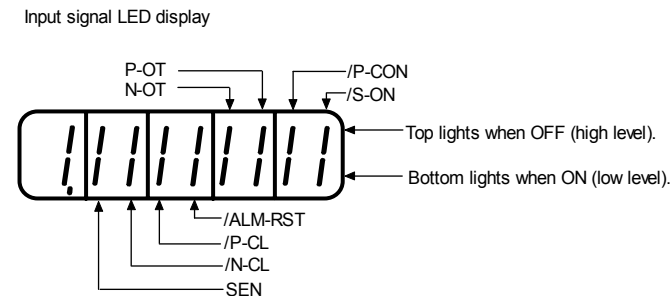 Input signal LED display
P-OT
N-OT
/P-CON
/S-ON
Top lights when OFF (high level).
Bottom lights when ON (low level).
/ALM-RST
/P-CL
/N-CL
SEN